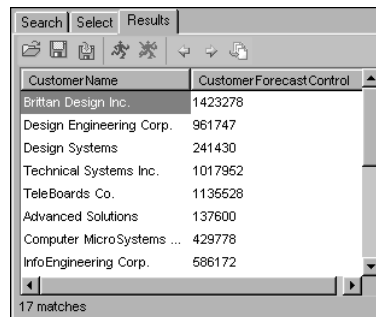 Search Select Results
CustomerName CustomerForecastControl
Brittan Design Inc. 1423278
Design Engineering Corp. 961747
Design Systems 241430
Technical Systems Inc. 1017952
TeleBoards Co. 1135528
Advanced Solutions 137600
Computer MicroSystems ... 429778
InfoEngineering Corp. 586172
17 matches